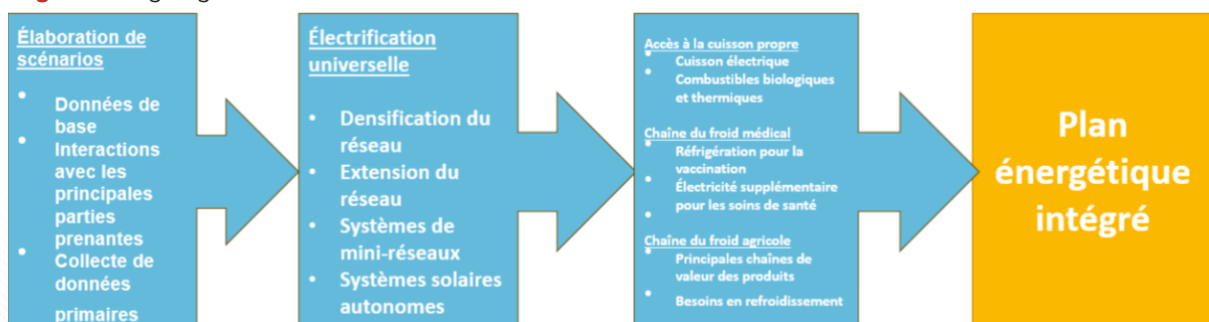 Élaboration de
scénarios
• Données de
base
• Interactions
avec les
principales
parties
prenantes
• Collecte de
données
primaires
Électrification
universelle
• Densification du
réseau
• Extension du
réseau
• Systèmes de
mini-réseaux
• Systèmes solaires
autonomes
Accès à la cuisson propre
• Cuisson électrique
• Combustibles biologiques
et thermiques
Chaîne du froid médical
• Réfrigération pour la
vaccination
• Électricité supplémentaire
pour les soins de santé
•
Chaîne du froid agricole
• Principales chaînes de
valeur des produits
• Besoins en refroidissement
Plan
énergétique
intégré